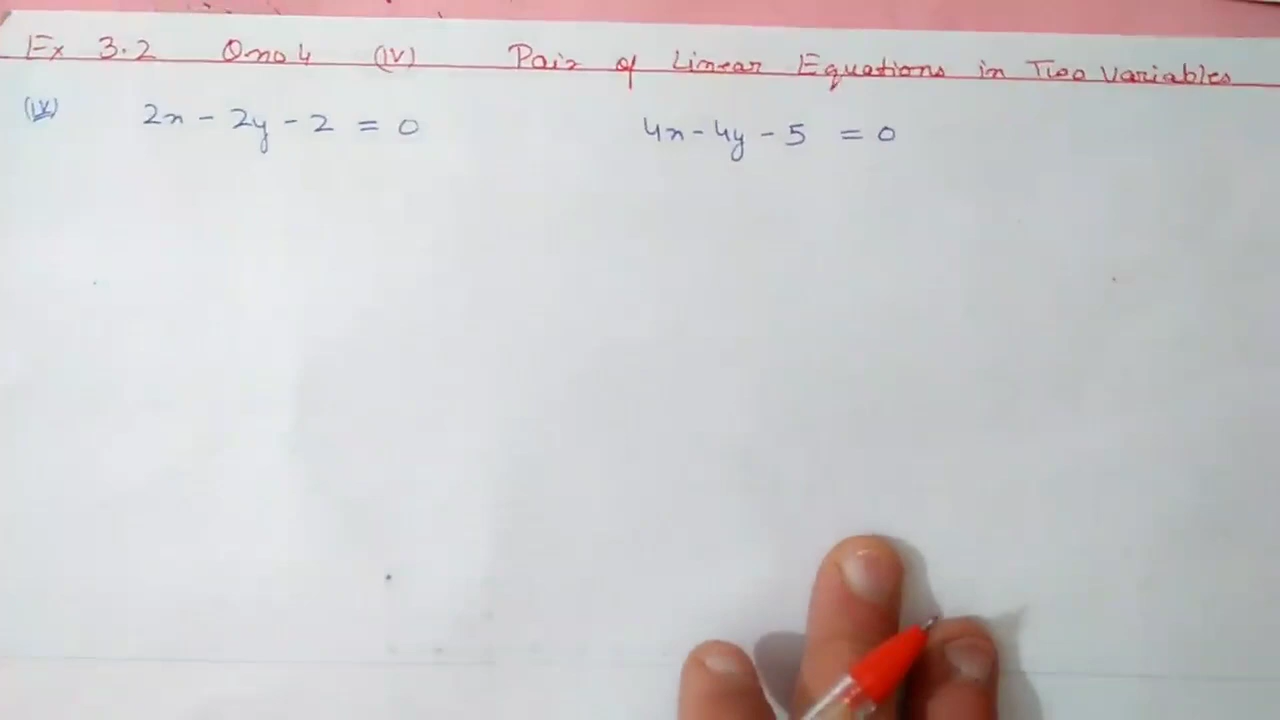 Ex 3.2 Qno 4 (IV) Pair of Linear Equations in Two Variables
(IV) 2x - 2y - 2 = 0 4x - 4y - 5 = 0